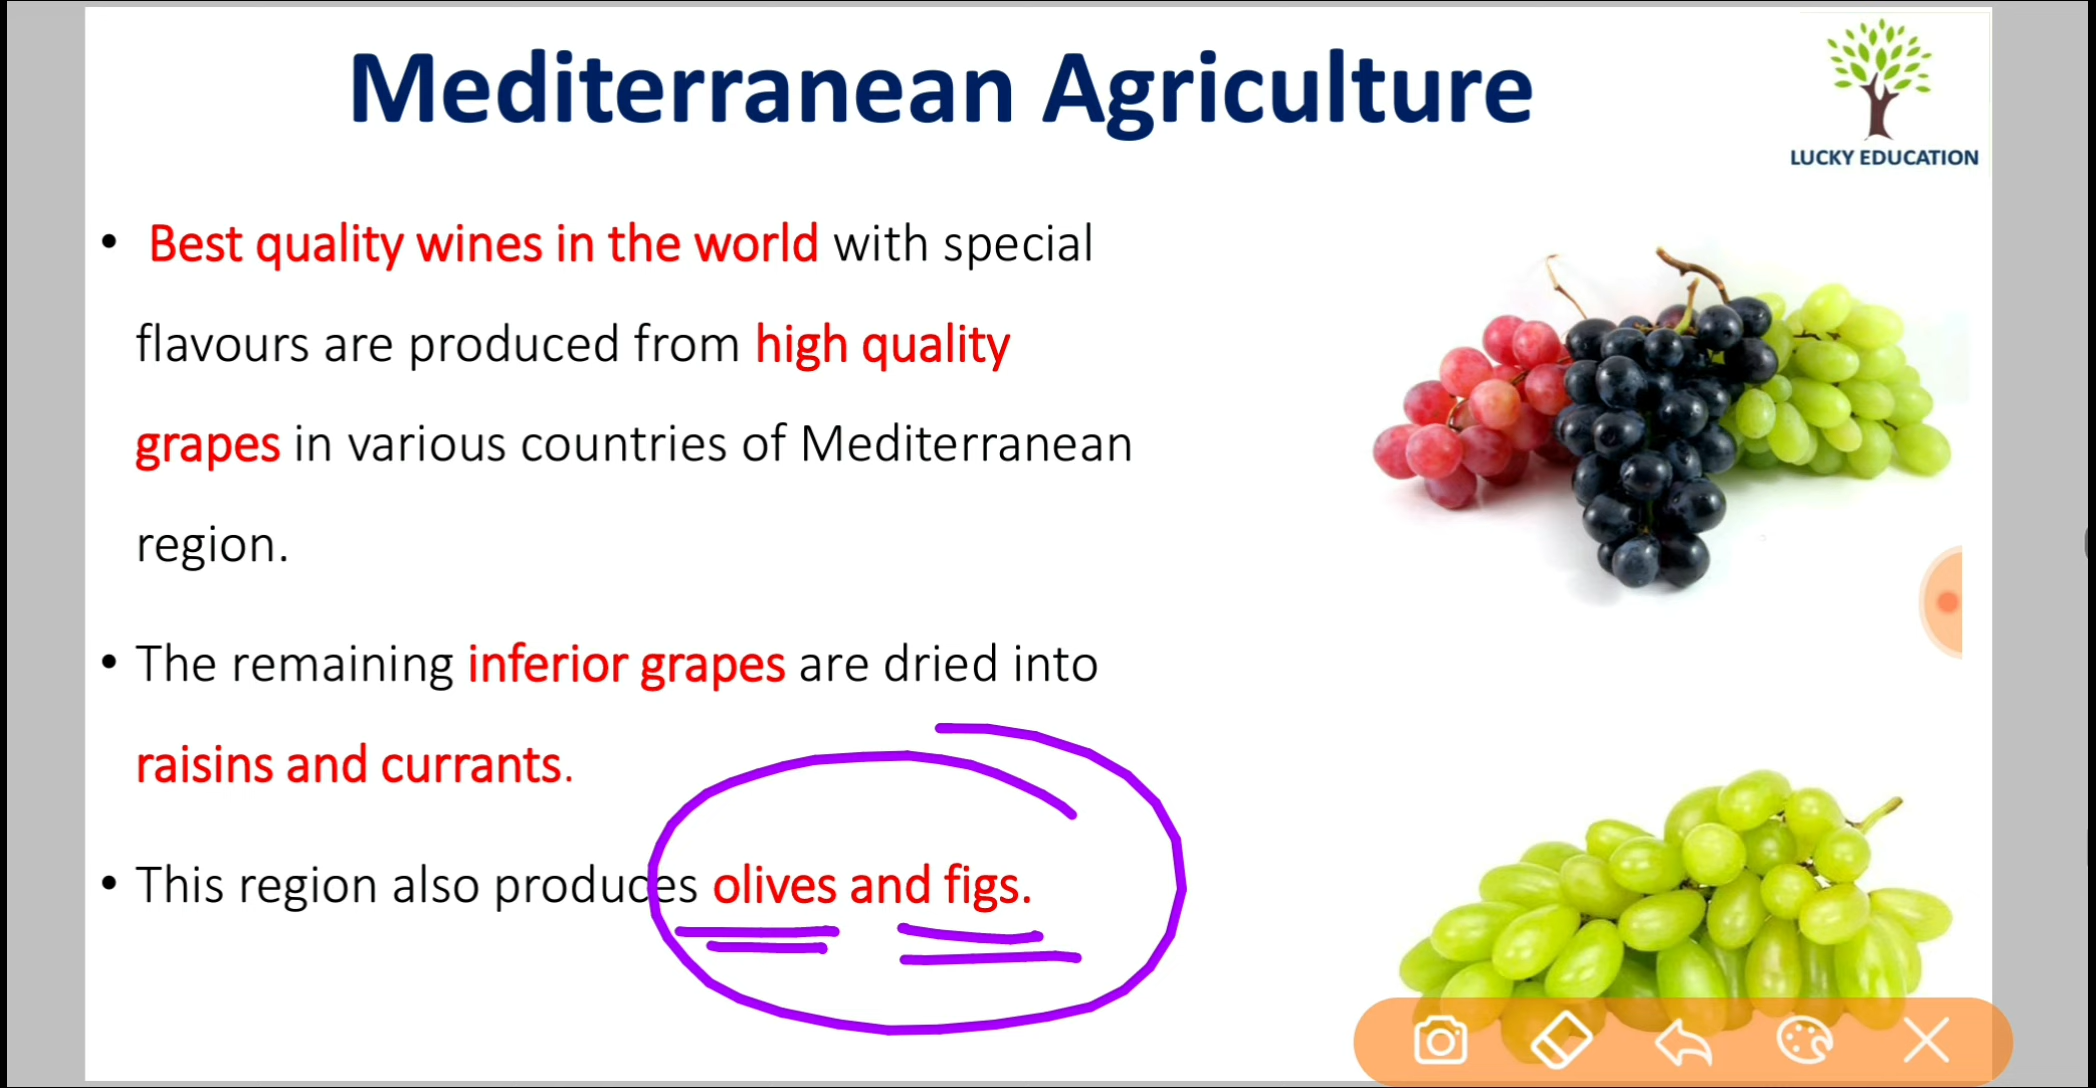 Mediterranean Agriculture
LUCKY EDUCATION
• Best quality wines in the world with special
flavours are produced from high quality
grapes in various countries of Mediterranean
region.
• The remaining inferior grapes are dried into
raisins and currants.
• This region also produces olives and figs.